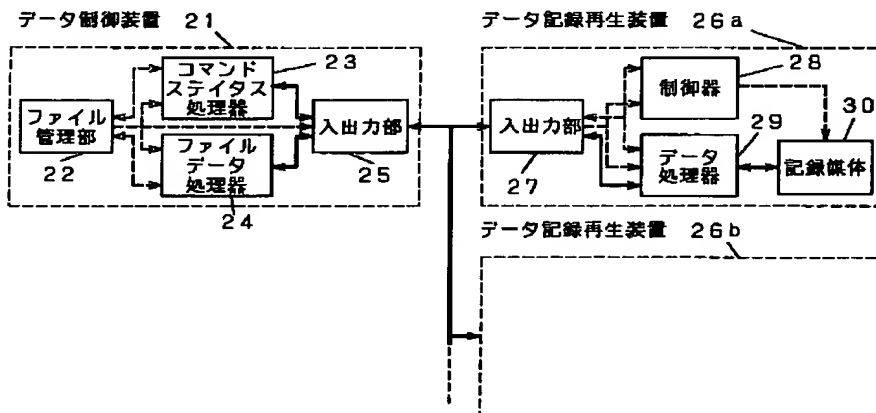 データ制御装置 21
ファイル
管理部
22
コマンド
ステイタス
処理器
23
ファイル
データ
処理器
24
入出力部
25
データ記録再生装置 26a
入出力部
27
制御器
28
データ
処理器
29
記録媒体
30
データ記録再生装置 26b